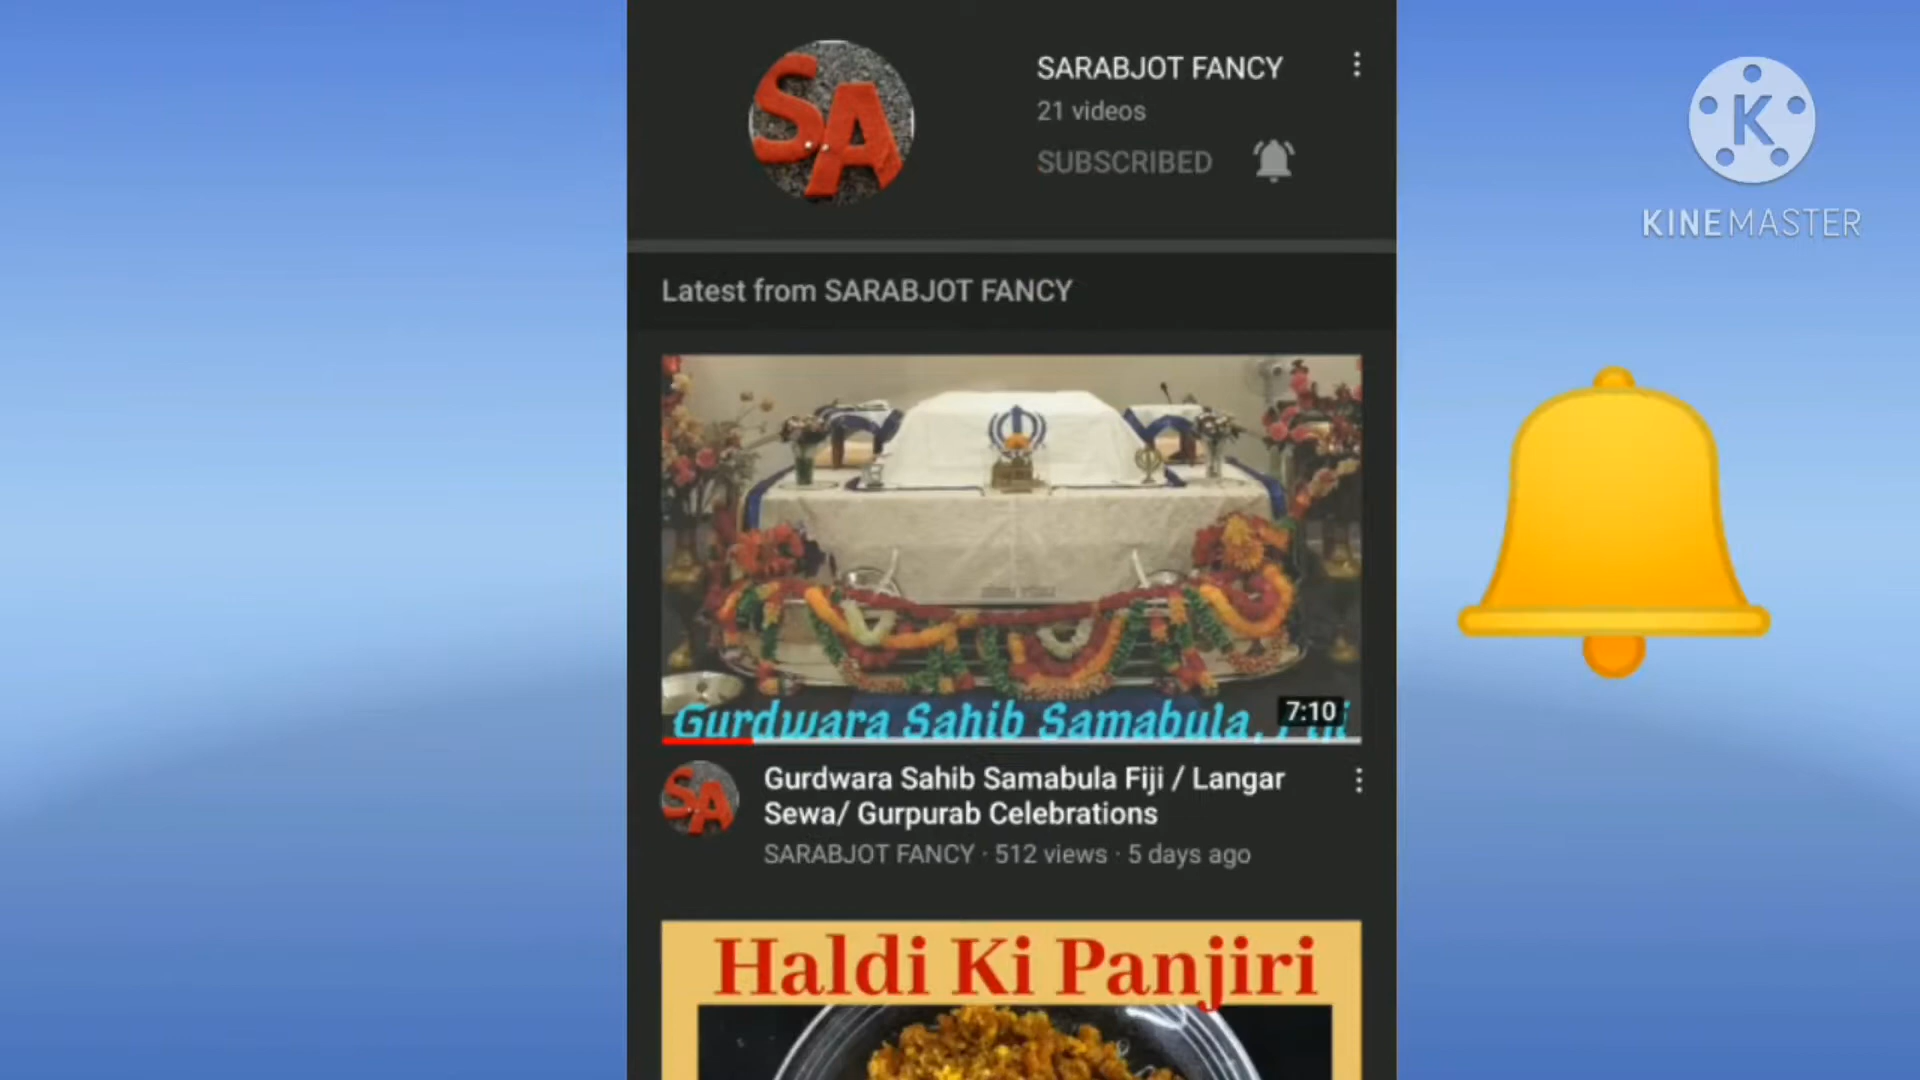 SARABJOT FANCY
21 videos
SUBSCRIBED
K
KINEMASTER
SA
Latest from SARABJOT FANCY
Gurdwara Sahib Samabula,
7:10
SA
Gurdwara Sahib Samabula Fiji / Langar
Sewa/ Gurpurab Celebrations
SARABJOT FANCY · 512 views · 5 days ago
Haldi Ki Panjiri